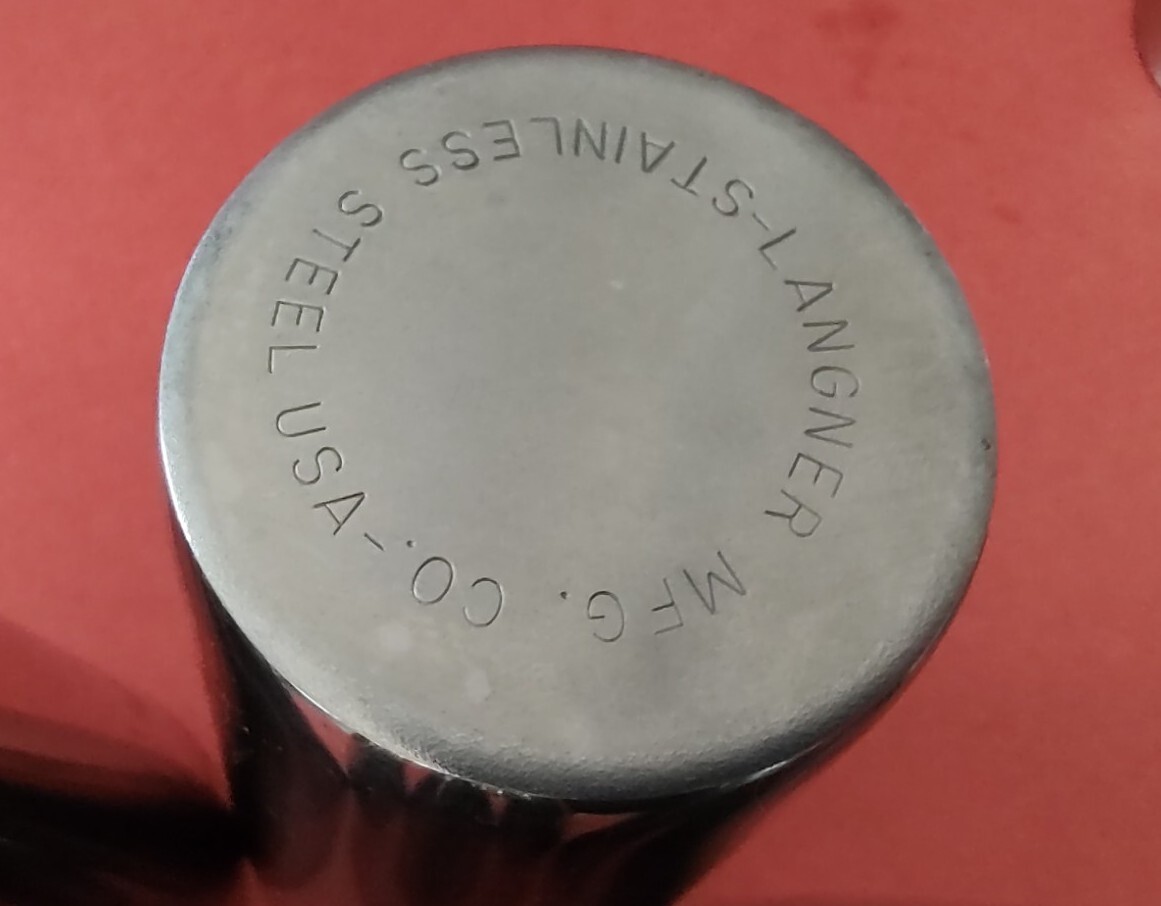 LANGNER MFG. CO.-
STAINLESS STEEL USA-